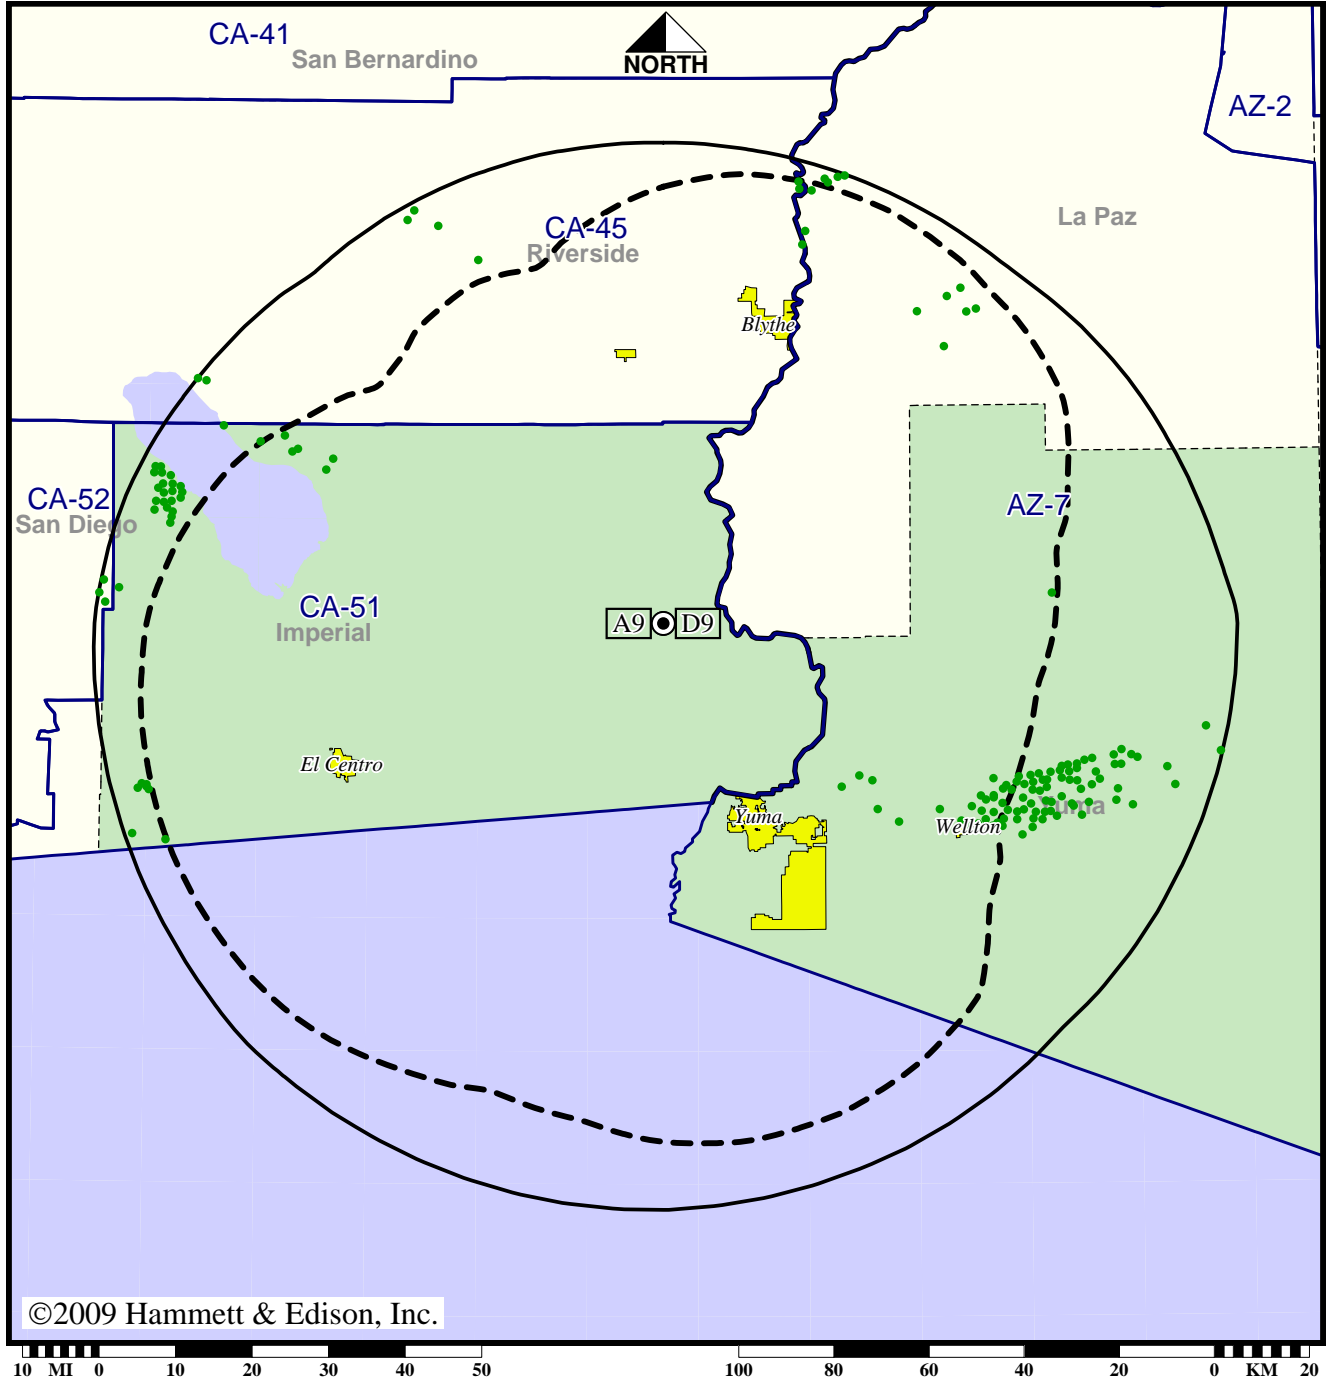 CA-41
San Bernardino
NORTH
AZ-2
La Paz
CA-45
Riverside
Blythe
CA-52
San Diego
AZ-7
CA-51
Imperial
A9
D9
El Centro
Yuma
Yuma
Wellton
©2009 Hammett & Edison, Inc.
10 MI 0 10 20 30 40 50
100 80 60 40 20 0 KM 20